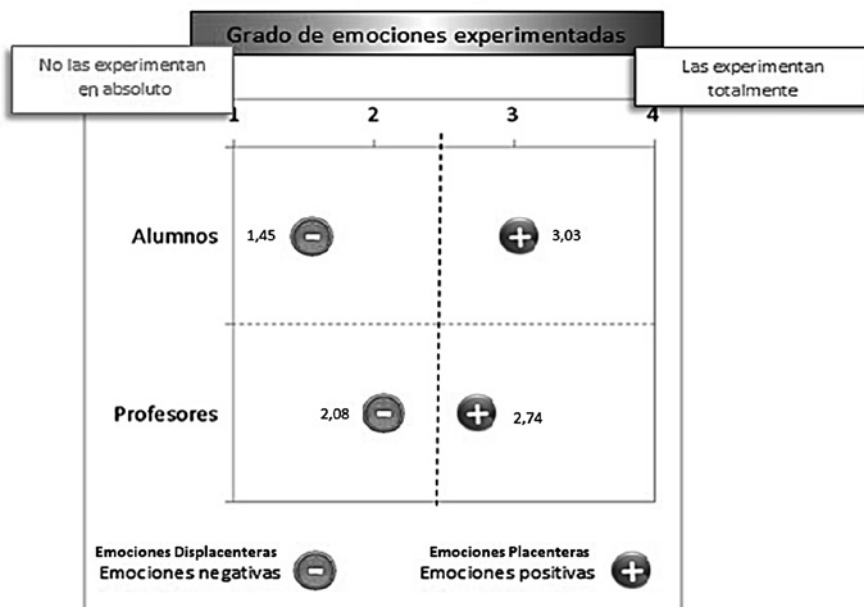 Grado de emociones experimentadas
No las experimentan
en absoluto
Las experimentan
totalmente
1 2 3 4
Alumnos 1,45 3,03
Profesores 2,08 2,74
Emociones Displacenteras
Emociones negativas
Emociones Placenteras
Emociones positivas